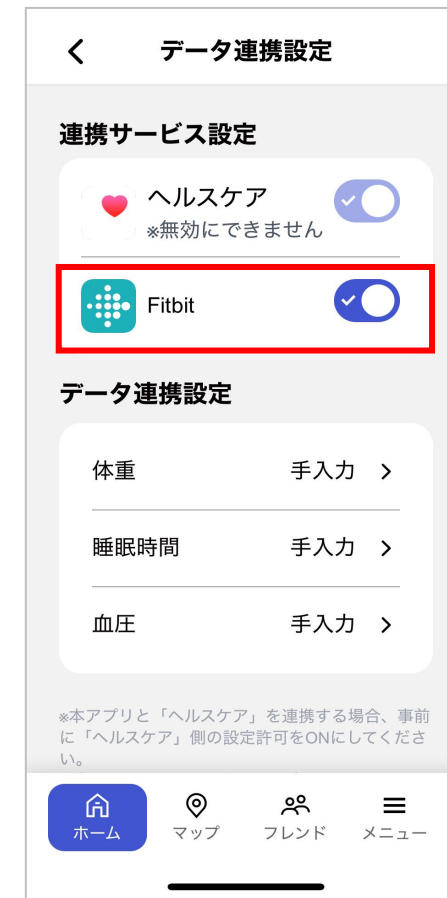 データ連携設定
連携サービス設定
ヘルスケア
※無効にできません
Fitbit
データ連携設定
体重 手入力
睡眠時間 手入力
血圧 手入力
※本アプリと「ヘルスケア」を連携する場合、事前
に「ヘルスケア」側の設定許可をONにしてくださ
い。
ホーム マップ フレンド メニュー